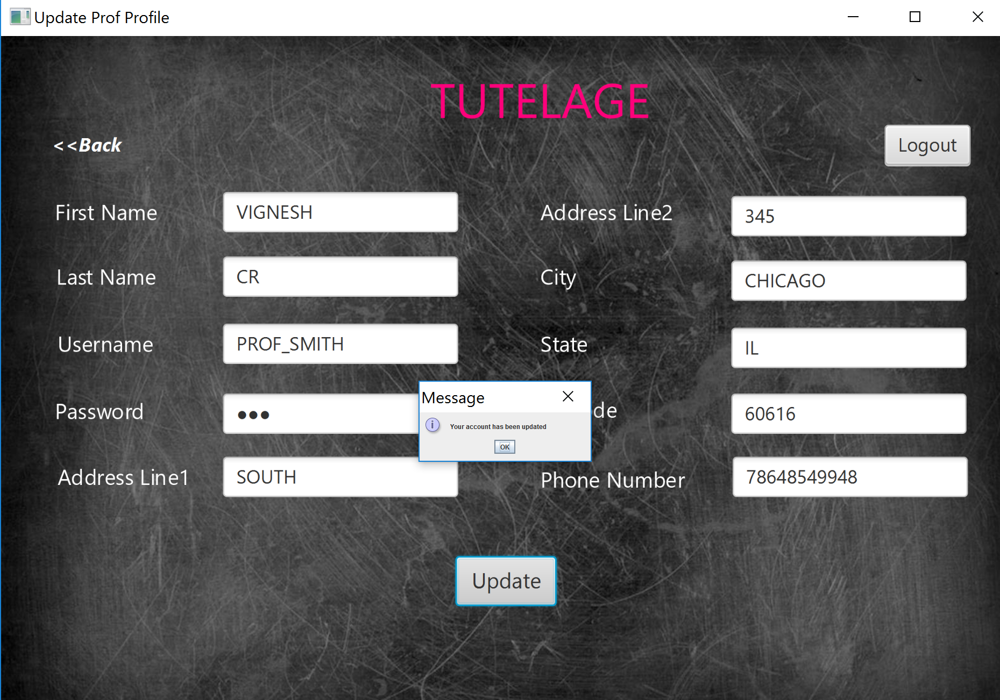 Update Prof Profile
TUTELAGE
<<Back
Logout
First Name
VIGNESH
Address Line2
345
Last Name
CR
City
CHICAGO
Username
PROF_SMITH
State
IL
Password
●●●
de
60616
Message
Your account has been updated
OK
Address Line1
SOUTH
Phone Number
78648549948
Update